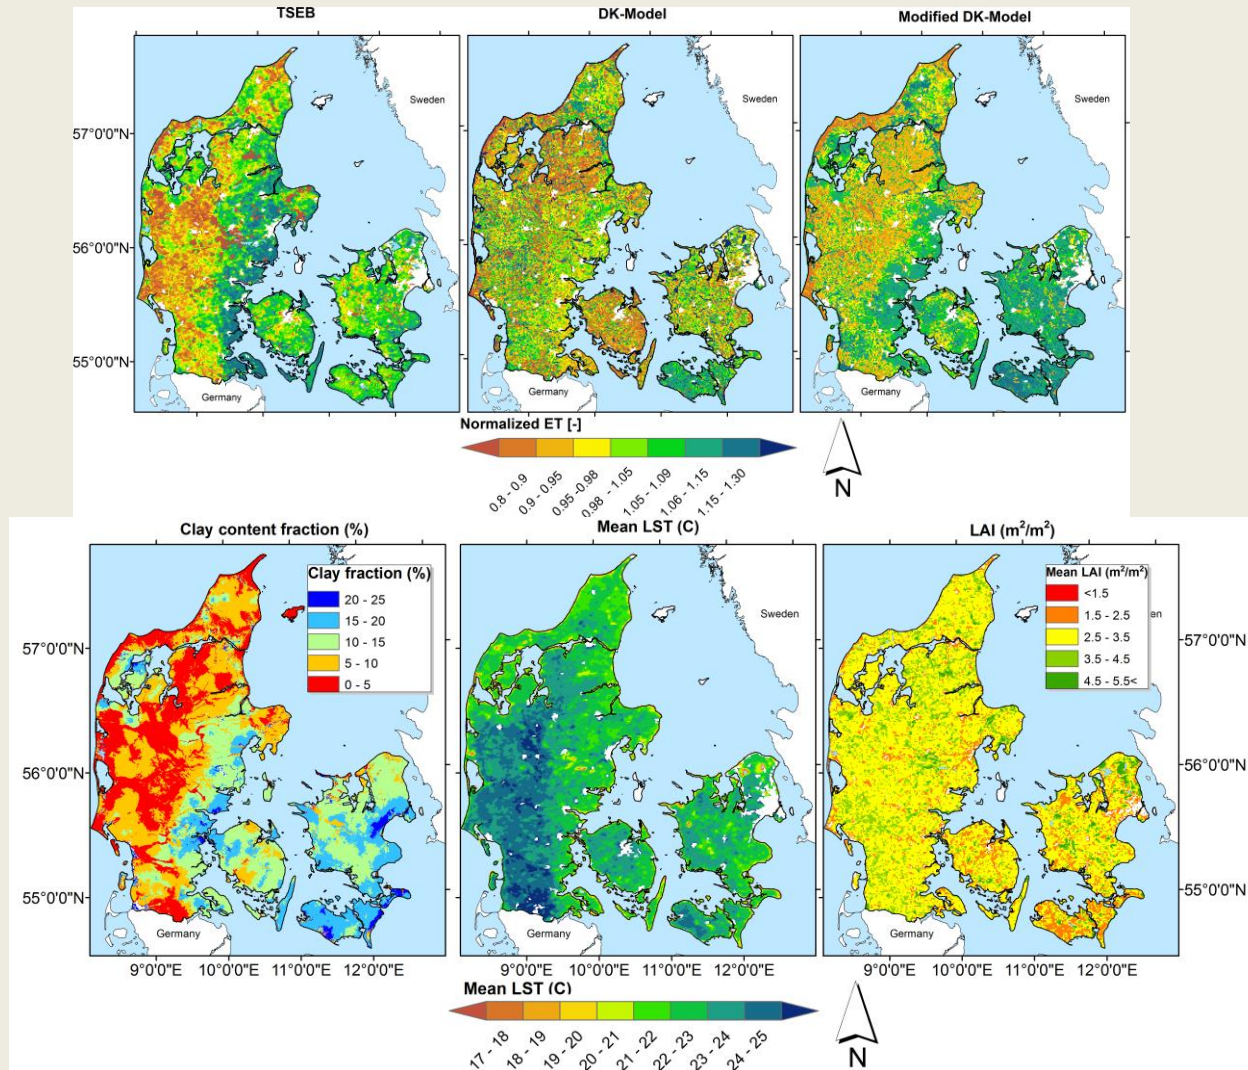 TSEB
DK-Model
Modified DK-Model
Sweden
Sweden
Sweden
57°0'0"N
56°0'0"N
55°0'0"N
Germany
Germany
Germany
Normalized ET [-]
0.8 - 0.9
0.9 - 0.95
0.95 -0.98
0.98 - 1.05
1.05 - 1.09
1.06 - 1.15
1.15 - 1.30
N
Clay content fraction (%)
Mean LST (C)
LAI (m²/m²)
Clay fraction (%)
20 - 25
15 - 20
10 - 15
5 - 10
0 - 5
Mean LAI (m²/m²)
<1.5
1.5 - 2.5
2.5 - 3.5
3.5 - 4.5
4.5 - 5.5<
Sweden
en
57°0'0"N
57°0'0"N
56°0'0"N
56°0'0"N
55°0'0"N
55°0'0"N
Germany
Germany
Germany
9°0'0"E
10°0'0"E
11°0'0"E
12°0'0"E
9°0'0"E
10°0'0"E
11°0'0"E
12°0'0"E
9°0'0"E
10°0'0"E
11°0'0"E
12°0'0"E
Mean LST (C)
17 - 18
18 - 19
19 - 20
20 - 21
21 - 22
22 - 23
23 - 24
24 - 25
N